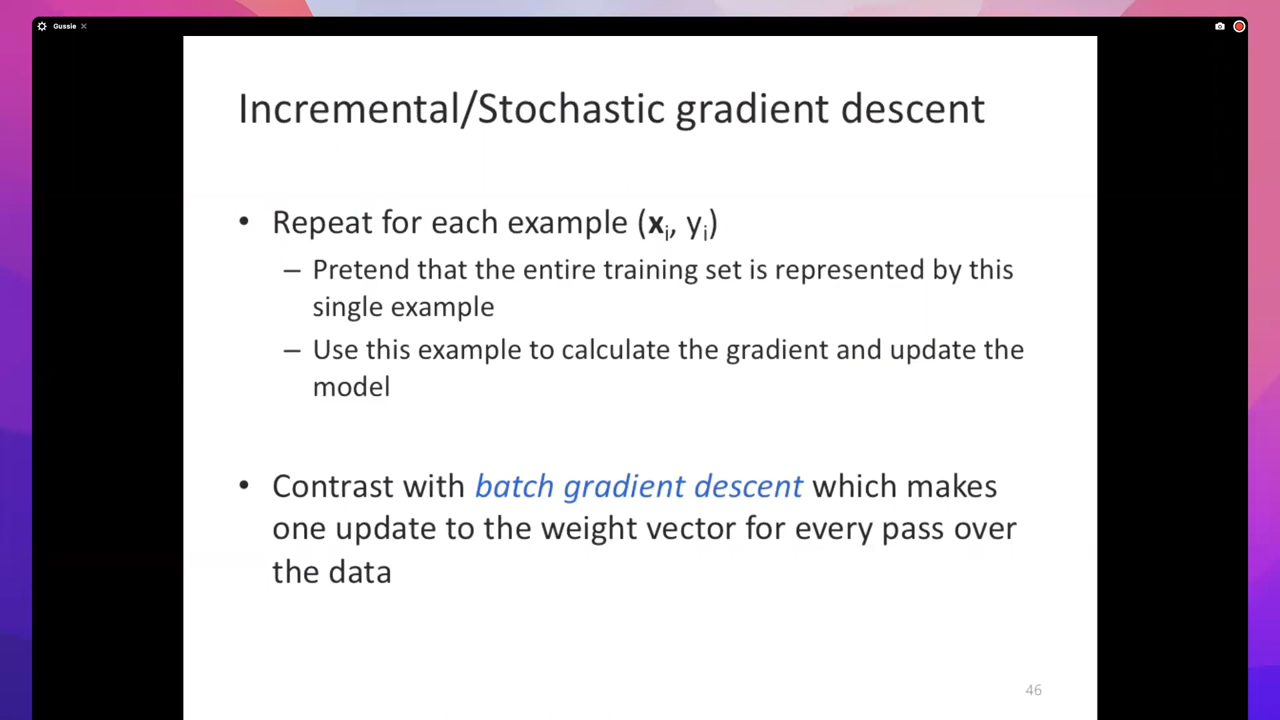 Gussie
Incremental/Stochastic gradient descent
• Repeat for each example (xi, yi)
– Pretend that the entire training set is represented by this
single example
– Use this example to calculate the gradient and update the
model
• Contrast with batch gradient descent which makes
one update to the weight vector for every pass over
the data
46